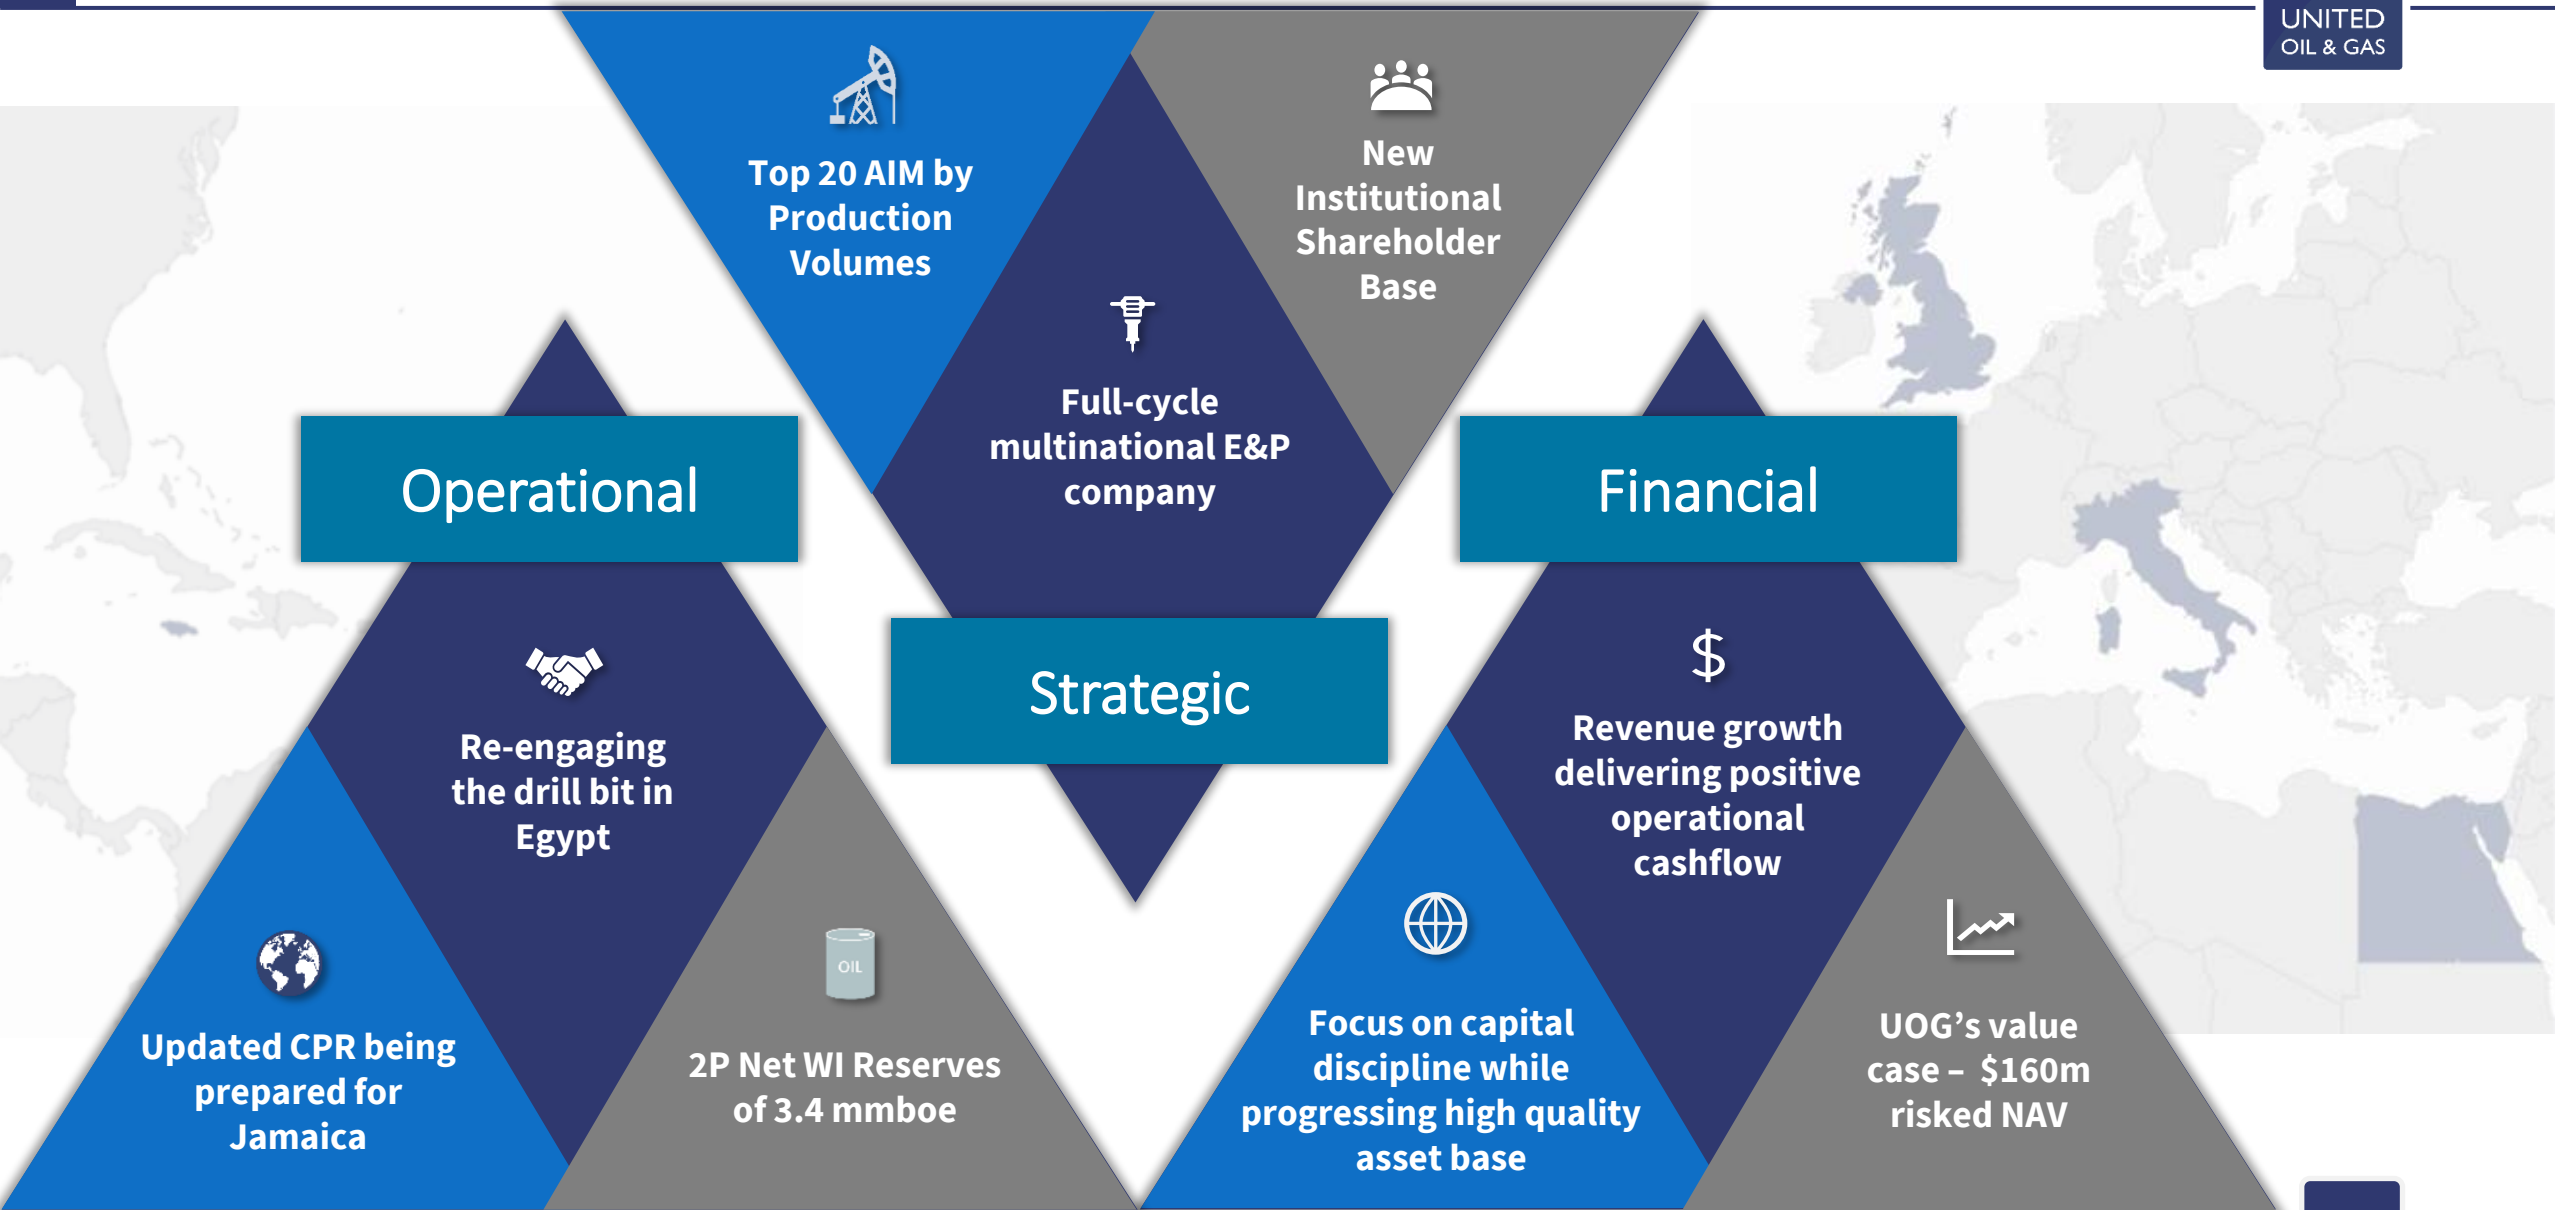 UNITED
OIL & GAS
Top 20 AIM by
Production
Volumes
New
Institutional
Shareholder
Base
Full-cycle
multinational E&P
company
Strategic
Operational
Re-engaging
the drill bit in
Egypt
Updated CPR being
prepared for
Jamaica
OIL
2P Net WI Reserves
of 3.4 mmboe
Financial
$
Revenue growth
delivering positive
operational
cashflow
Focus on capital
discipline while
progressing high quality
asset base
UOG’s value
case – $160m
risked NAV